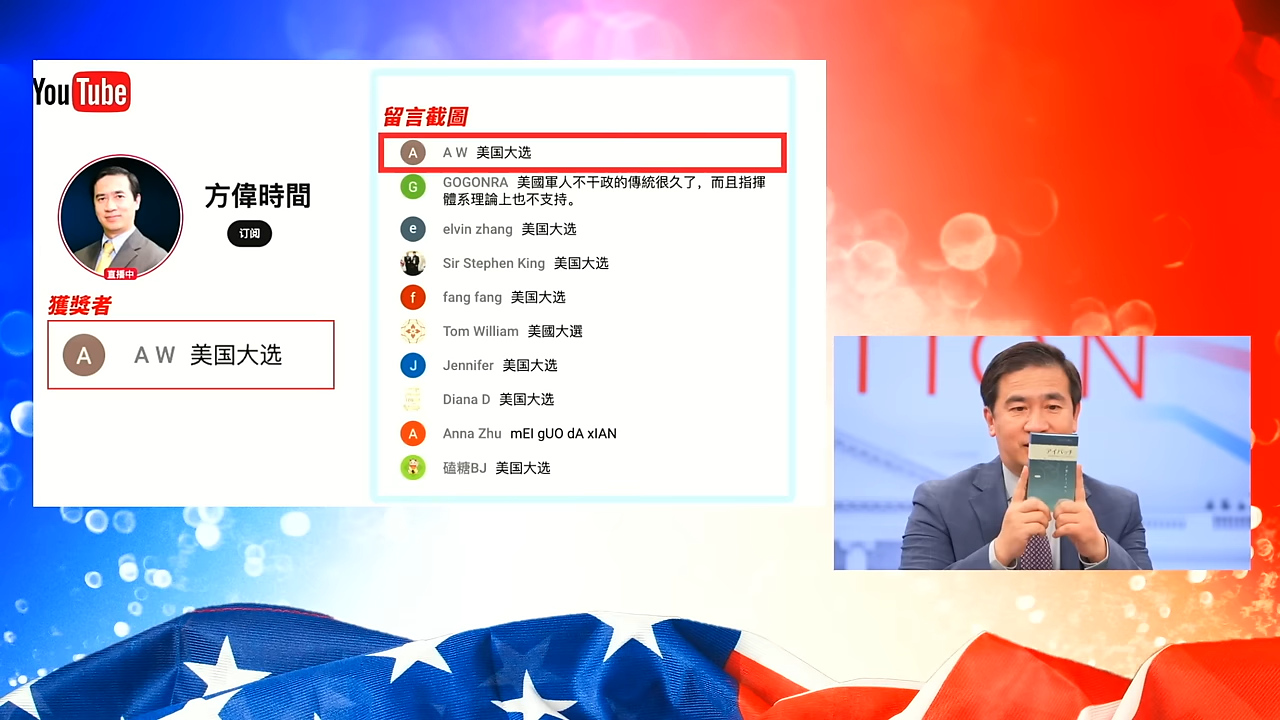 YouTube
方偉時間
订阅
直播中
獲獎者
A
A W 美国大选
留言截圖
A
A W 美国大选
G
GOGONRA 美國軍人不干政的傳統很久了，而且指揮
體系理論上也不支持。
e
elvin zhang 美国大选
Sir Stephen King 美国大选
f
fang fang 美国大选
Tom William 美國大選
J
Jennifer 美国大选
Diana D 美国大选
A
Anna Zhu mEI gUO dA xIAN
磕糖BJ 美国大选
TION
アイハッチ